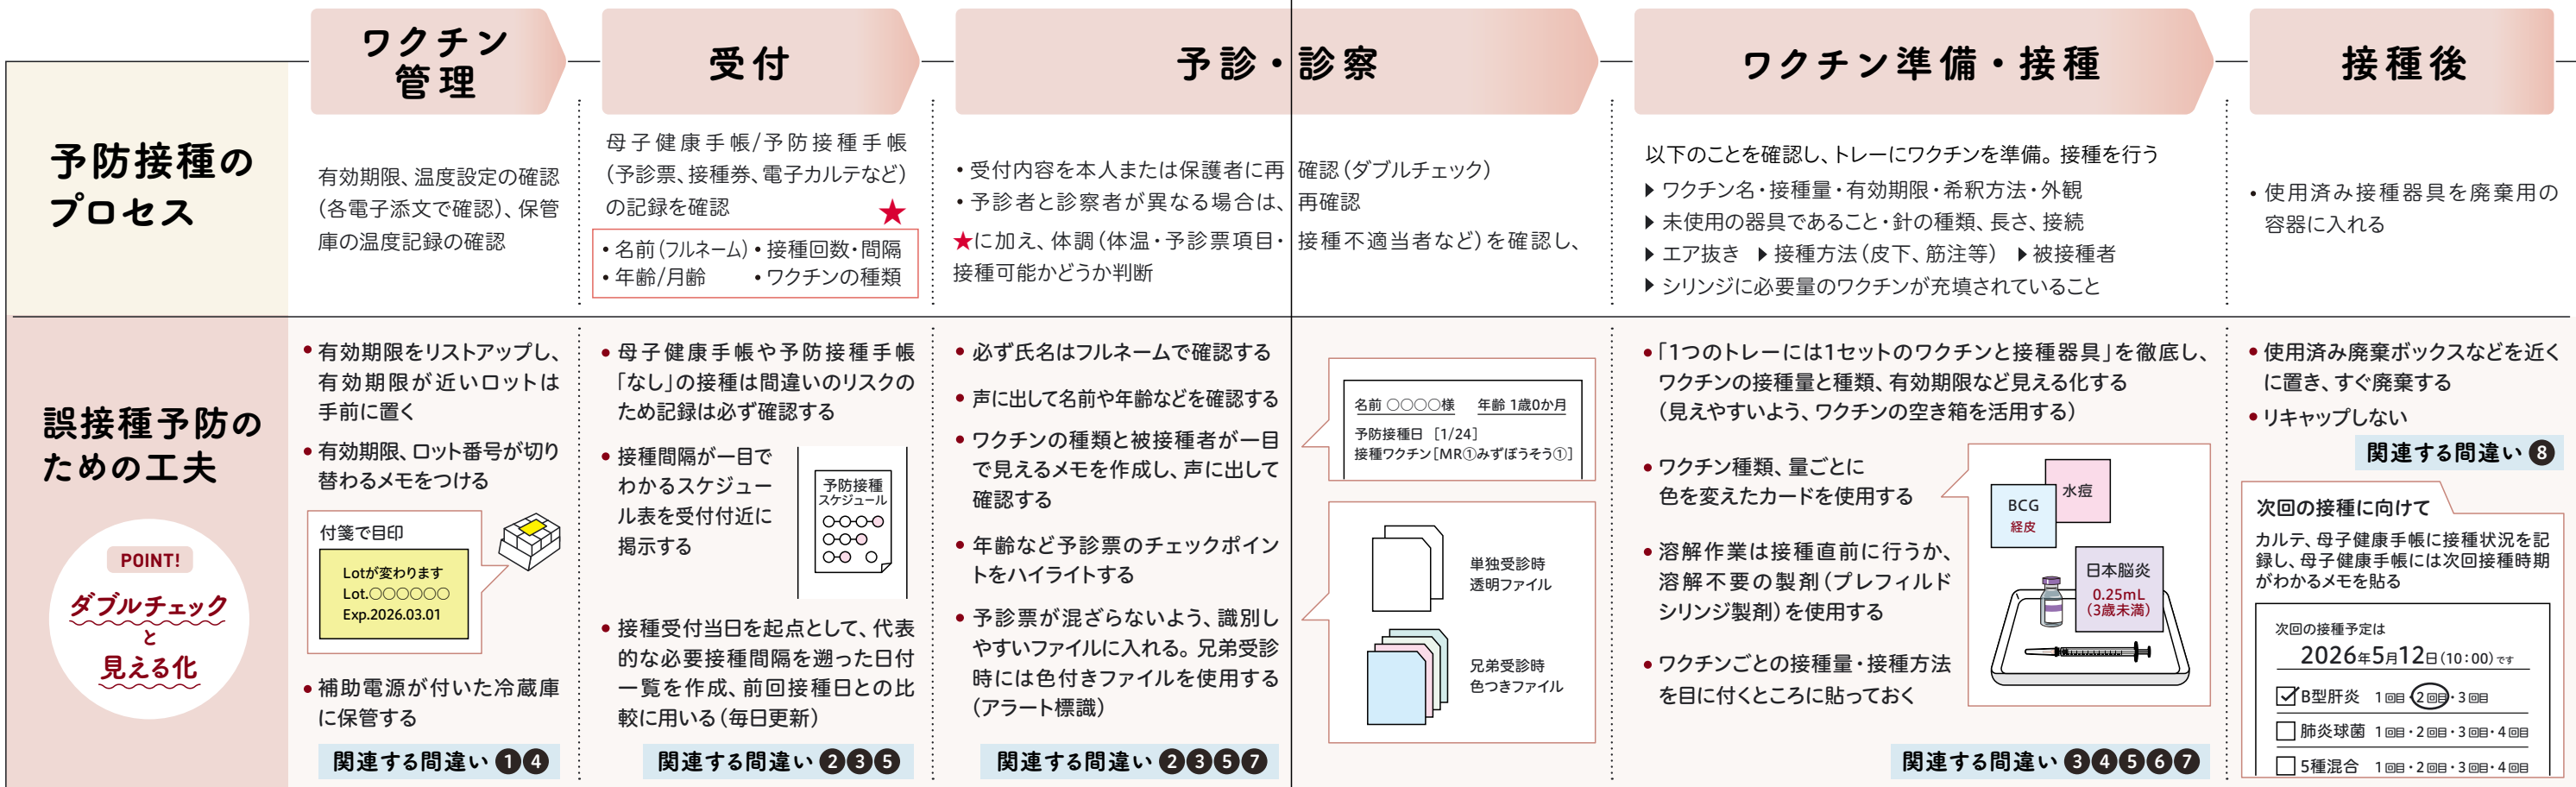 ワクチン
管理
受付
予診・診察
ワクチン準備・接種
接種後
予防接種の
プロセス
有効期限、温度設定の確認
(各電子添文で確認)、保管
庫の温度記録の確認
母子健康手帳/予防接種手帳
(予診票、接種券、電子カルテなど)
の記録を確認
★
・名前(フルネーム)・接種回数・間隔
・年齢/月齢 ・ワクチンの種類
・受付内容を本人または保護者に再確認(ダブルチェック)
・予診者と診察者が異なる場合は、再確認
★に加え、体調(体温・予診票項目・接種不適当者など)を確認し、
接種可能かどうか判断
以下のことを確認し、トレーにワクチンを準備。接種を行う
▶ワクチン名・接種量・有効期限・希釈方法・外観
▶未使用の器具であること・針の種類、長さ、接続
▶エア抜き ▶接種方法(皮下、筋注等) ▶被接種者
▶シリンジに必要量のワクチンが充填されていること
・使用済み接種器具を廃棄用の
容器に入れる
誤接種予防の
ための工夫
POINT!
ダブルチェック
と
見える化
●有効期限をリストアップし、
有効期限が近いロットは
手前に置く
●有効期限、ロット番号が切り
替わるメモをつける
付箋で目印
Lotが変わります
Lot.○○○○○○
Exp.2026.03.01
●補助電源が付いた冷蔵庫
に保管する
関連する間違い ❶❹
●母子健康手帳や予防接種手帳
「なし」の接種は間違いのリスクの
ため記録は必ず確認する
●接種間隔が一目で
わかるスケジュー
ル表を受付付近に
掲示する
予防接種
スケジュール
●接種受付当日を起点として、代表
的な必要接種間隔を遡った日付
一覧を作成、前回接種日との比
較に用いる(毎日更新)
関連する間違い ❷❸❺
●必ず氏名はフルネームで確認する
●声に出して名前や年齢などを確認する
●ワクチンの種類と被接種者が一目
で見えるメモを作成し、声に出して
確認する
●年齢など予診票のチェックポイン
トをハイライトする
●予診票が混ざらないよう、識別し
やすいファイルに入れる。兄弟受診
時には色付きファイルを使用する
(アラート標識)
関連する間違い ❷❸❺❼
名前 ○○○○様 年齢 1歳0か月
予防接種日 [1/24]
接種ワクチン[MR①みずぼうそう①]
単独受診時
透明ファイル
兄弟受診時
色つきファイル
●「1つのトレーには1セットのワクチンと接種器具」を徹底し、
ワクチンの接種量と種類、有効期限など見える化する
(見えやすいよう、ワクチンの空き箱を活用する)
●ワクチン種類、量ごとに
色を変えたカードを使用する
●溶解作業は接種直前に行うか、
溶解不要の製剤(プレフィルド
シリンジ製剤)を使用する
●ワクチンごとの接種量・接種方法
を目に付くところに貼っておく
水痘
BCG
経皮
日本脳炎
0.25mL
(3歳未満)
関連する間違い ❸❹❺❻❼
●使用済み廃棄ボックスなどを近く
に置き、すぐ廃棄する
●リキャップしない
関連する間違い ❽
次回の接種に向けて
カルテ、母子健康手帳に接種状況を記
録し、母子健康手帳には次回接種時期
がわかるメモを貼る
次回の接種予定は
2026年5月12日(10:00)です
☑B型肝炎 1回目・2回目・3回目
□肺炎球菌 1回目・2回目・3回目・4回目
□5種混合 1回目・2回目・3回目・4回目